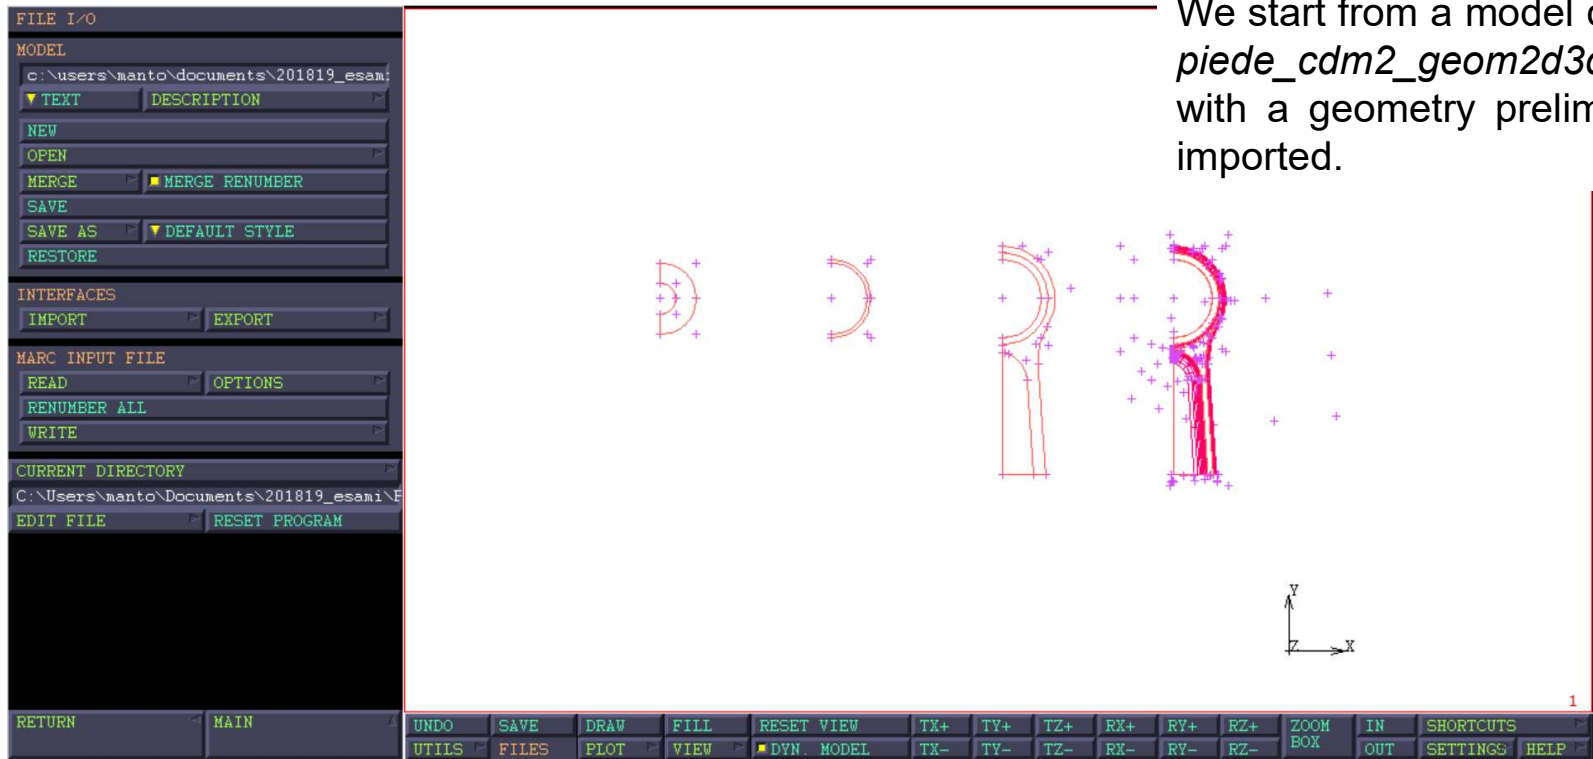 FILE I/O
MODEL
c:\users\manto\documents\201819_esam
TEXT DESCRIPTION
NEW
OPEN
MERGE MERGE RENUMBER
SAVE
SAVE AS DEFAULT STYLE
RESTORE
INTERFACES
IMPORT EXPORT
MARC INPUT FILE
READ OPTIONS
RENUMBER ALL
WRITE
CURRENT DIRECTORY
C:\Users\manto\Documents\201819_esami\
EDIT FILE RESET PROGRAM
RETURN MAIN
We start from a model
piede_cdm2_geom2d3
with a geometry prelim
imported.
Y
Z X
1
UNDO SAVE DRAW FILL RESET VIEW TX+ TY+ TZ+ RX+ RY+ RZ+ ZOOM BOX IN SHORTCUTS
UTILS FILES PLOT VIEW DYN. MODEL TX- TY- TZ- RX- RY- RZ- OUT SETTINGS HELP